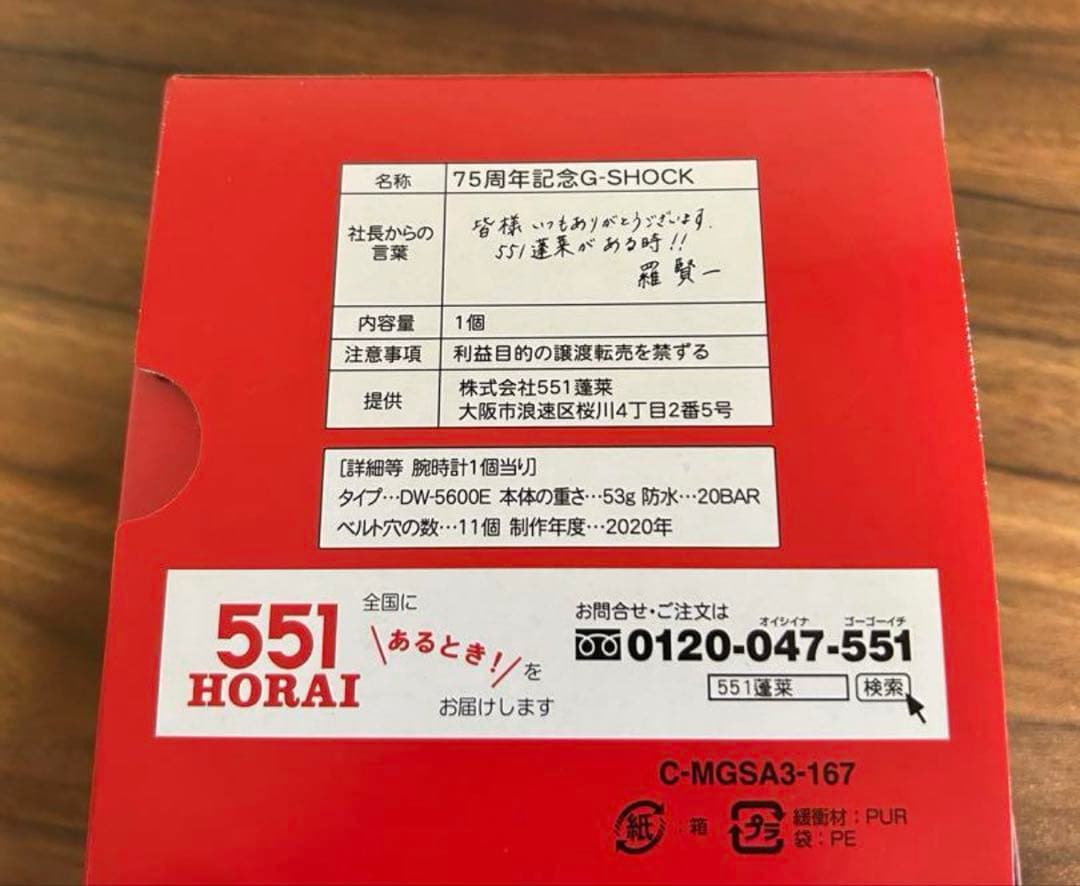 名称 75周年記念G-SHOCK
社長からの
言葉
皆様 いつもありがとうございます.
551蓬莱が ある時!!
羅 賢一
内容量 1個
注意事項 利益目的の譲渡転売を禁ずる
提供
株式会社551蓬莱
大阪市浪速区桜川4丁目2番5号
[詳細等 腕時計1個当り]
タイプ…DW-5600E 本体の重さ…53g 防水…20BAR
ベルト穴の数…11個 制作年度…2020年
551
HORAI
全国に
\あるとき!/を
お届けします
お問合せ・ご注文は
オイシイナ ゴーゴーイチ
0120-047-551
551蓬莱 検索
C-MGSA3-167
紙 : 箱
プラ
緩衝材 : PUR
袋 : PE